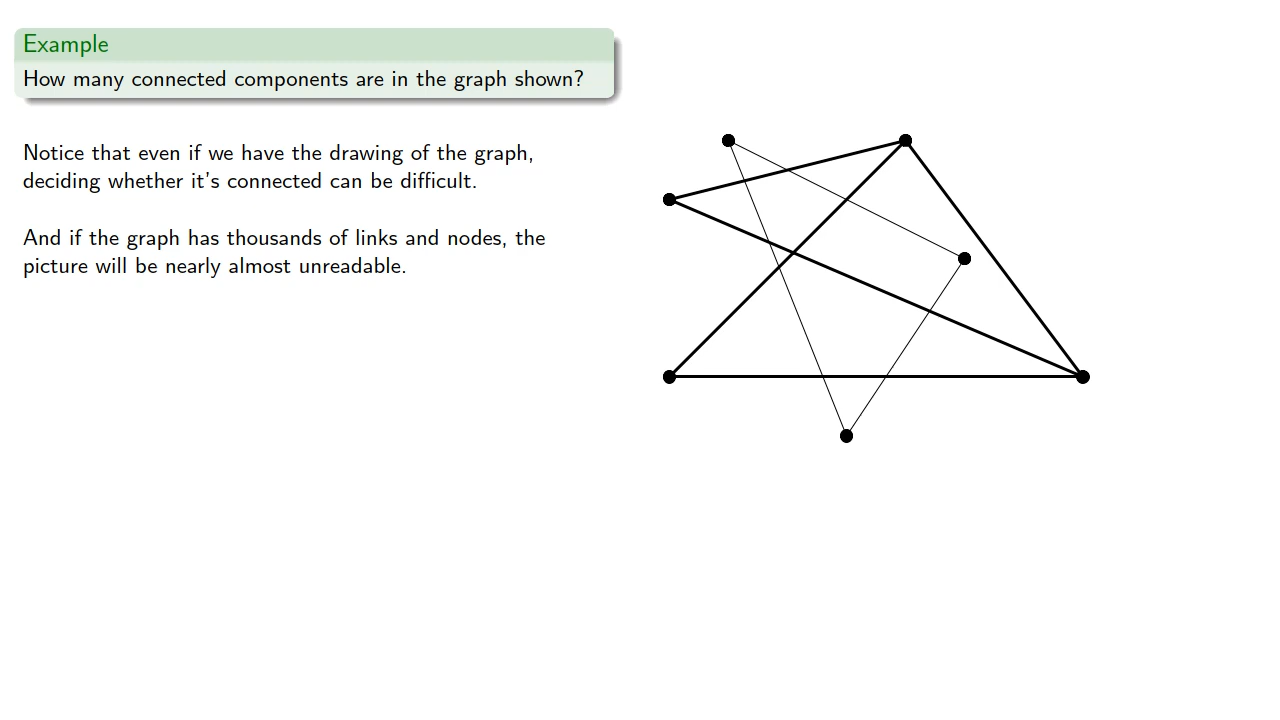 Example
How many connected components are in the graph shown?
Notice that even if we have the drawing of the graph,
deciding whether it's connected can be difficult.
And if the graph has thousands of links and nodes, the
picture will be nearly almost unreadable.